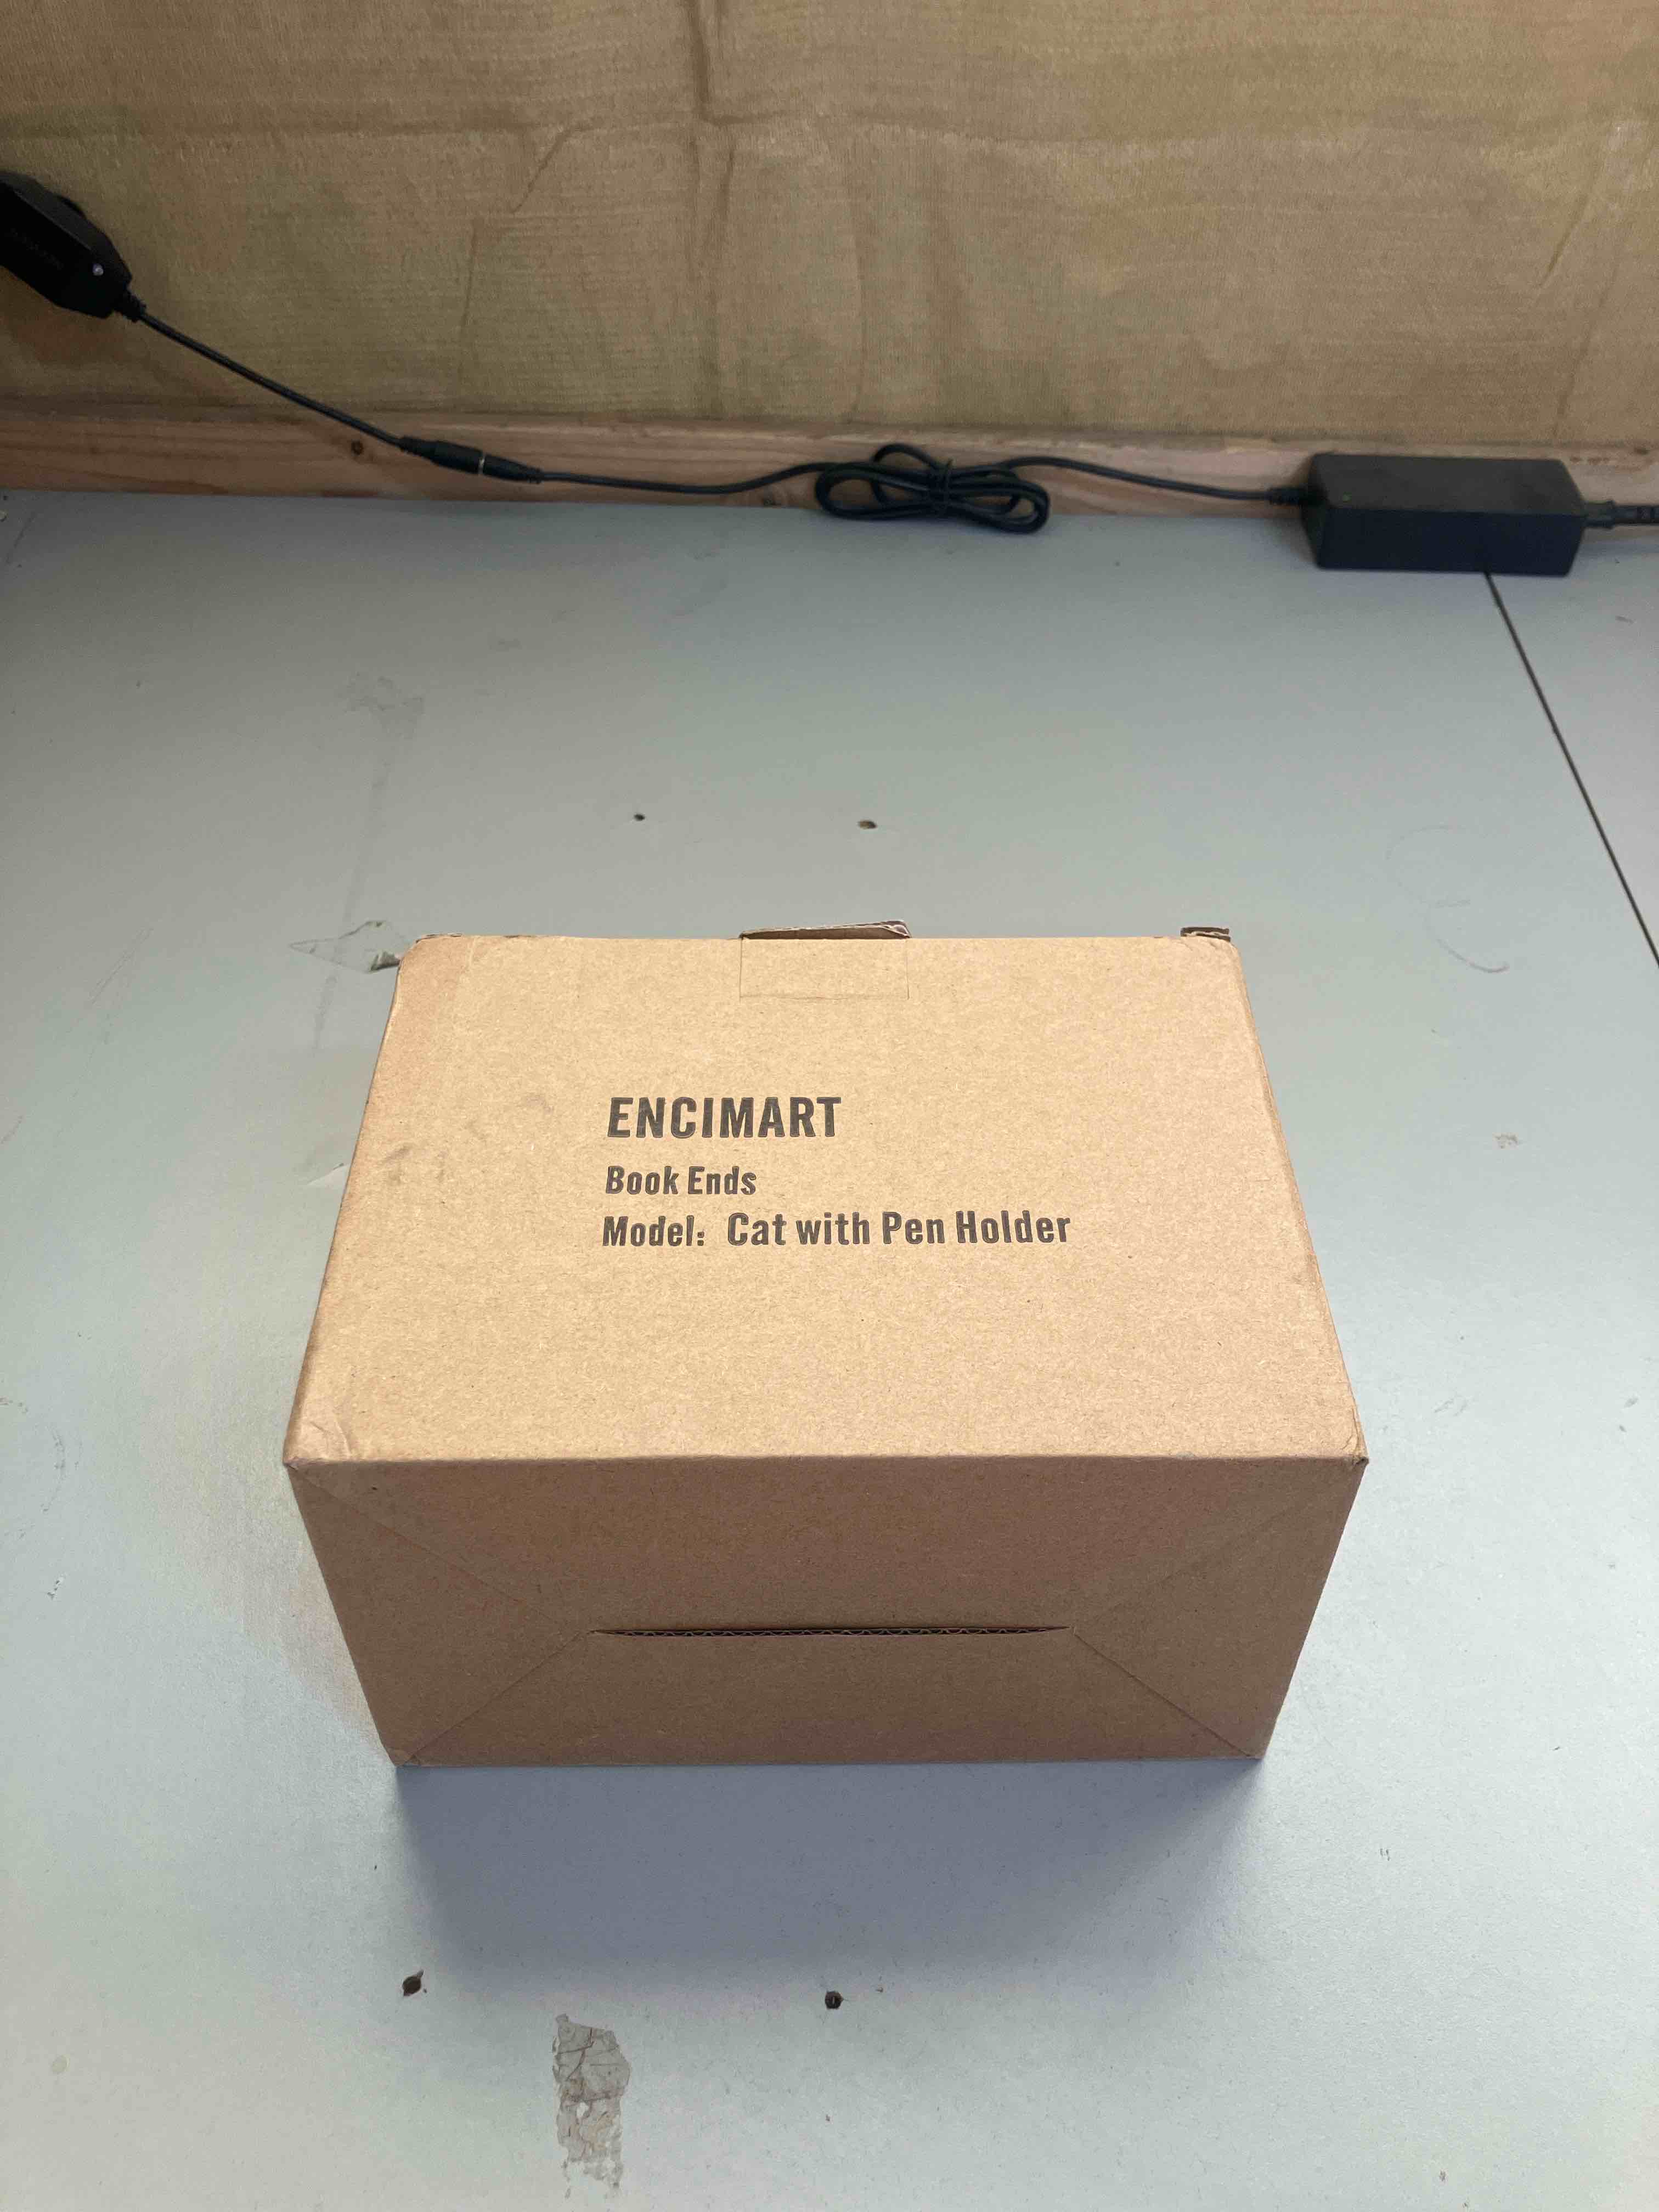 ENCIMART
Book Ends
Model: Cat with Pen Holder